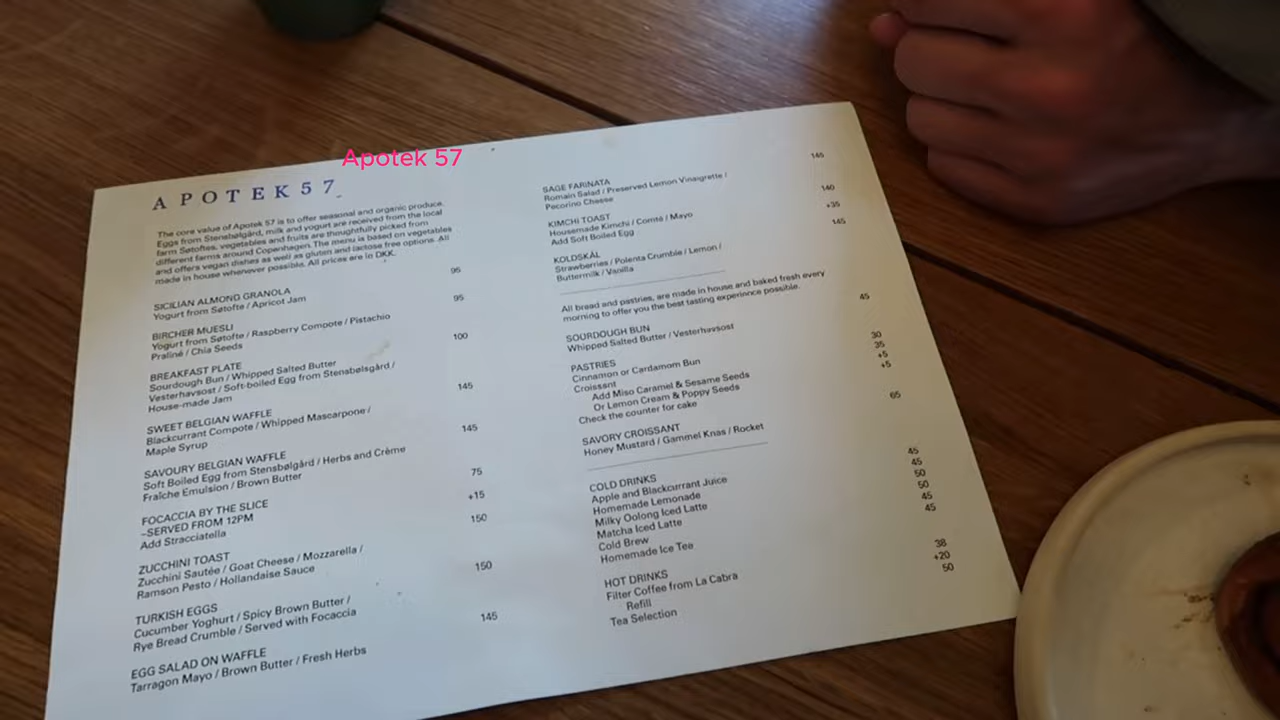 Apotek 57
APOTEK57
The core value of Apotek 57 is to offer seasonal and organic produce.
Eggs from Stensbølgård, milk and yogurt are received from the local
farm Søtoftes, vegetables and fruits are thoughtfully picked from
different farms around Copenhagen. The menu is based on vegetables
and offers vegan dishes as well as gluten and lactose free options. All
made in house whenever possible. All prices are in DKK.
SICILIAN ALMOND GRANOLA 95
Yogurt from Søtofte / Apricot Jam
BIRCHER MUESLI 95
Yogurt from Søtofte / Raspberry Compote / Pistachio
Praliné / Chia Seeds
BREAKFAST PLATE 100
Sourdough Bun / Whipped Salted Butter
Vesterhavsost / Soft-boiled Egg from Stensbølsgård /
House-made Jam
SWEET BELGIAN WAFFLE 145
Blackcurrant Compote / Whipped Mascarpone /
Maple Syrup
SAVOURY BELGIAN WAFFLE 145
Soft Boiled Egg from Stensbølgård / Herbs and Crème
Fraîche Emulsion / Brown Butter
FOCACCIA BY THE SLICE 75
–SERVED FROM 12PM
Add Stracciatella +15
ZUCCHINI TOAST 150
Zucchini Sautée / Goat Cheese / Mozzarella /
Ramson Pesto / Hollandaise Sauce
TURKISH EGGS 150
Cucumber Yoghurt / Spicy Brown Butter /
Rye Bread Crumble / Served with Focaccia
EGG SALAD ON WAFFLE 145
Tarragon Mayo / Brown Butter / Fresh Herbs
SAGE FARINATA 145
Romain Salad / Preserved Lemon Vinaigrette /
Pecorino Cheese
KIMCHI TOAST 140
Housemade Kimchi / Comté / Mayo
Add Soft Boiled Egg +35
KOLDSKÅL 145
Strawberries / Polenta Crumble / Lemon /
Buttermilk / Vanilla
All bread and pastries, are made in house and baked fresh every
morning to offer you the best tasting experience possible.
SOURDOUGH BUN 45
Whipped Salted Butter / Vesterhavsost
PASTRIES
Cinnamon or Cardamom Bun 30
Croissant 35
Add Miso Caramel & Sesame Seeds +5
Or Lemon Cream & Poppy Seeds +5
Check the counter for cake
SAVORY CROISSANT 65
Honey Mustard / Gammel Knas / Rocket
COLD DRINKS
Apple and Blackcurrant Juice 45
Homemade Lemonade 45
Milky Oolong Iced Latte 50
Matcha Iced Latte 50
Cold Brew 45
Homemade Ice Tea 45
HOT DRINKS
Filter Coffee from La Cabra 38
Refill +20
Tea Selection 50